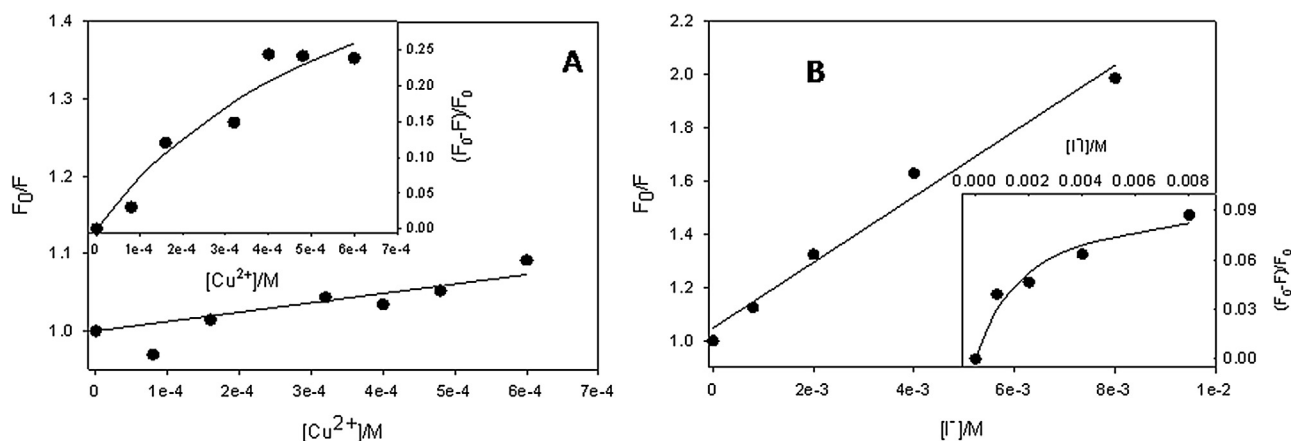 A
1.4
1.3
1.2
1.1
1.0
F0/F
0.25
0.20
0.15
0.10
0.05
0.00
(F0-F)/F0
0 1e-4 2e-4 3e-4 4e-4 5e-4 6e-4 7e-4
[Cu2+]/M
0 1e-4 2e-4 3e-4 4e-4 5e-4 6e-4 7e-4
[Cu2+]/M
B
2.2
2.0
1.8
1.6
1.4
1.2
1.0
F0/F
[I-]/M
0.000 0.002 0.004 0.006 0.008
0.09
0.06
0.03
0.00
(F0-F)/F0
0 2e-3 4e-3 6e-3 8e-3 1e-2
[I-]/M